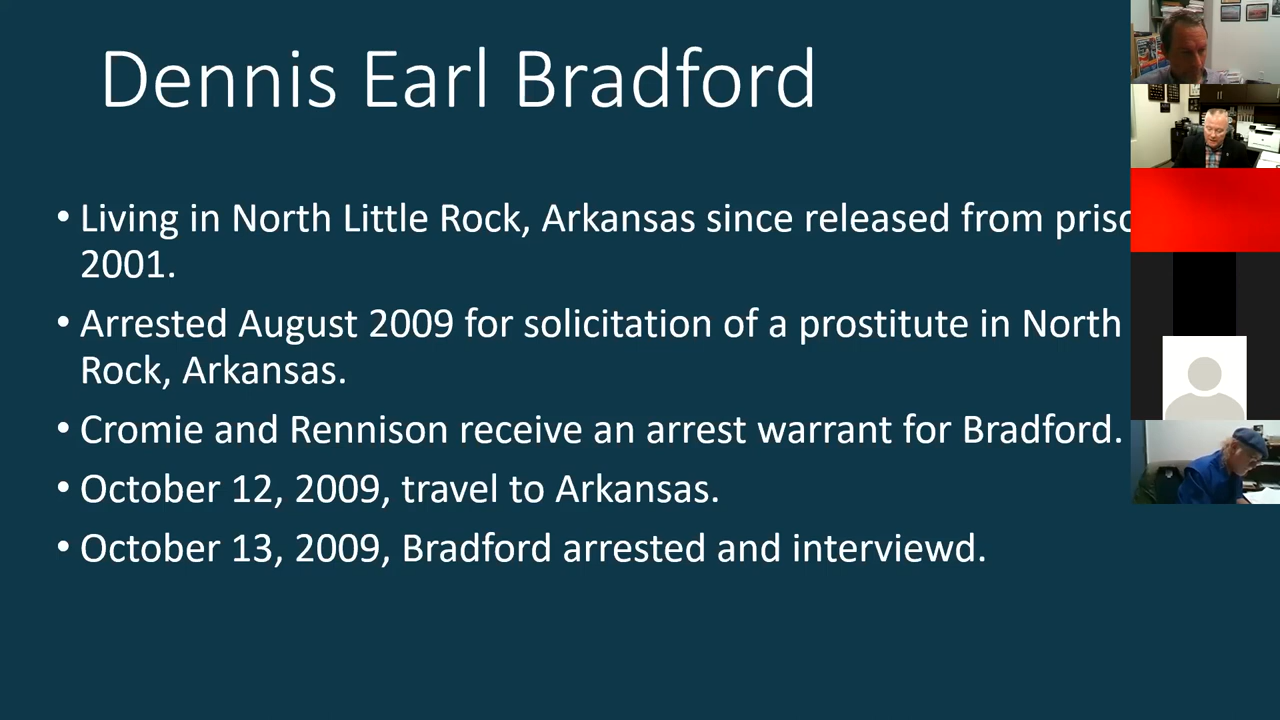 Dennis Earl Bradford
• Living in North Little Rock, Arkansas since released from
2001.
• Arrested August 2009 for solicitation of a prostitute in North
Rock, Arkansas.
• Cromie and Rennison receive an arrest warrant for Bradford.
• October 12, 2009, travel to Arkansas.
• October 13, 2009, Bradford arrested and interviewd.